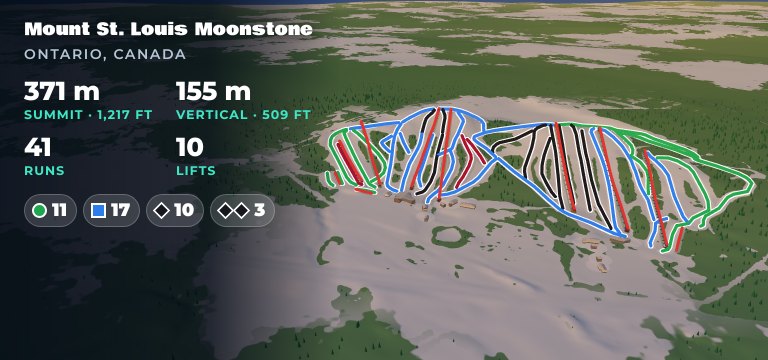 Mount St. Louis Moonstone
ONTARIO, CANADA
371 m 155 m
SUMMIT · 1,217 FT VERTICAL · 509 FT
41 10
RUNS LIFTS
11 17 10 3